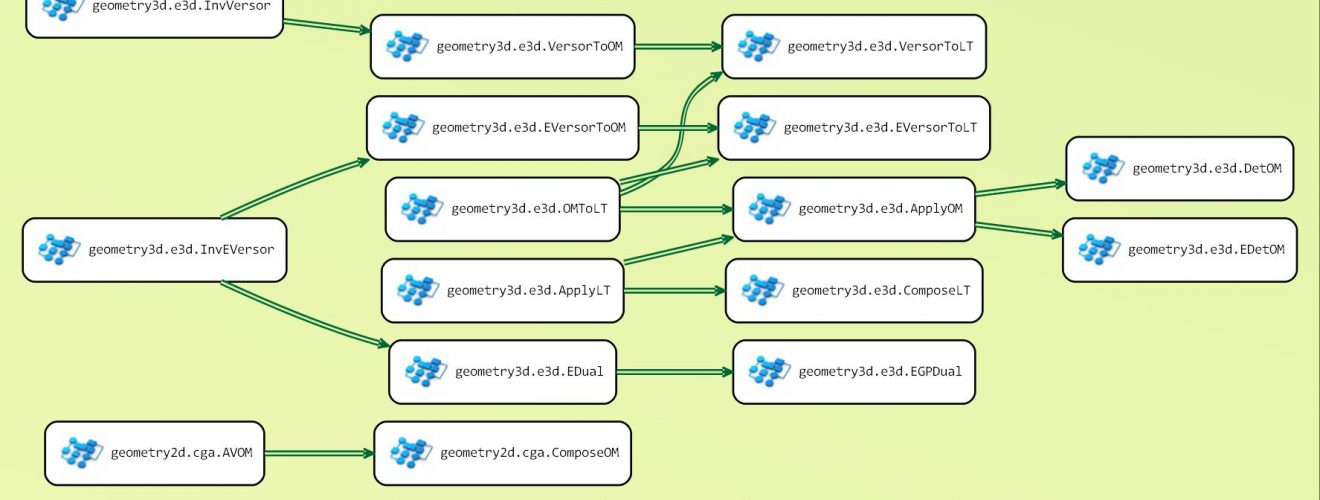 geometry3d.e3d.InvVersor
geometry3d.e3d.VersorToOM
geometry3d.e3d.VersorToLT
geometry3d.e3d.EVersorToOM
geometry3d.e3d.EVersorToLT
geometry3d.e3d.DetOM
geometry3d.e3d.OMToLT
geometry3d.e3d.ApplyOM
geometry3d.e3d.InvEVersor
geometry3d.e3d.EDetOM
geometry3d.e3d.ApplyLT
geometry3d.e3d.ComposeLT
geometry3d.e3d.EDual
geometry3d.e3d.EGPDual
geometry2d.cga.AVOM
geometry2d.cga.ComposeOM